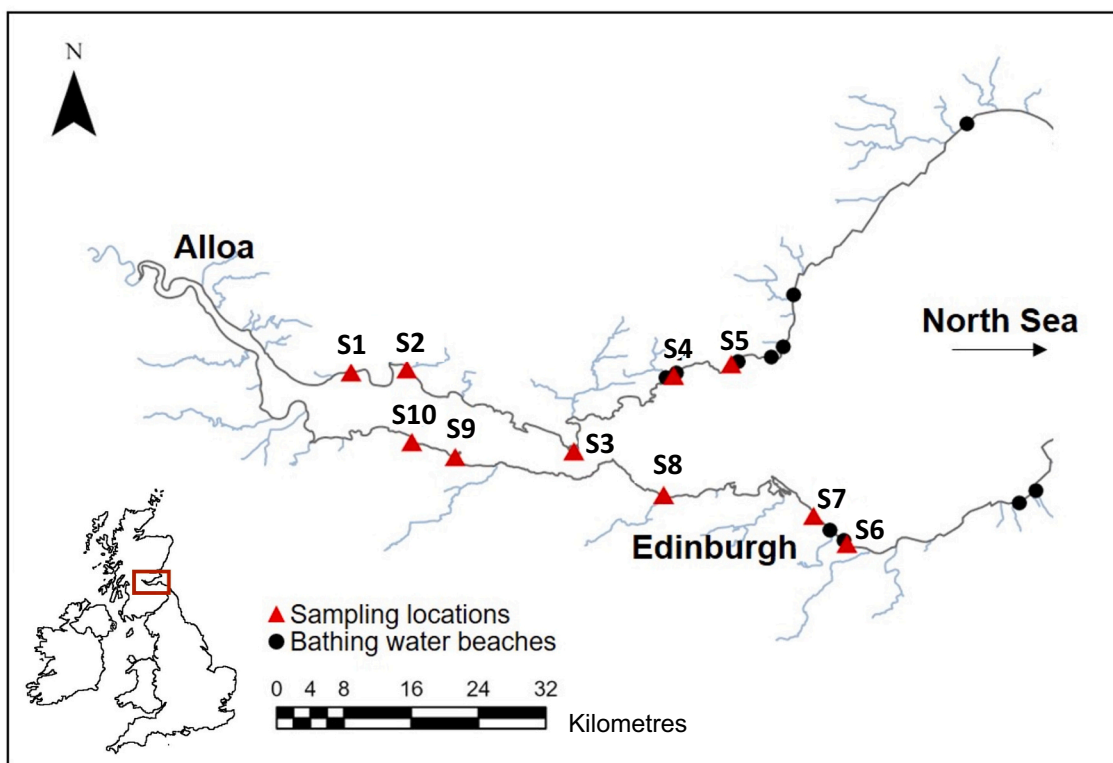 N
Alloa
North Sea
S1
S2
S4
S5
S10
S9
S3
S8
S7
S6
Edinburgh
Sampling locations
Bathing water beaches
0 4 8 16 24 32
Kilometres